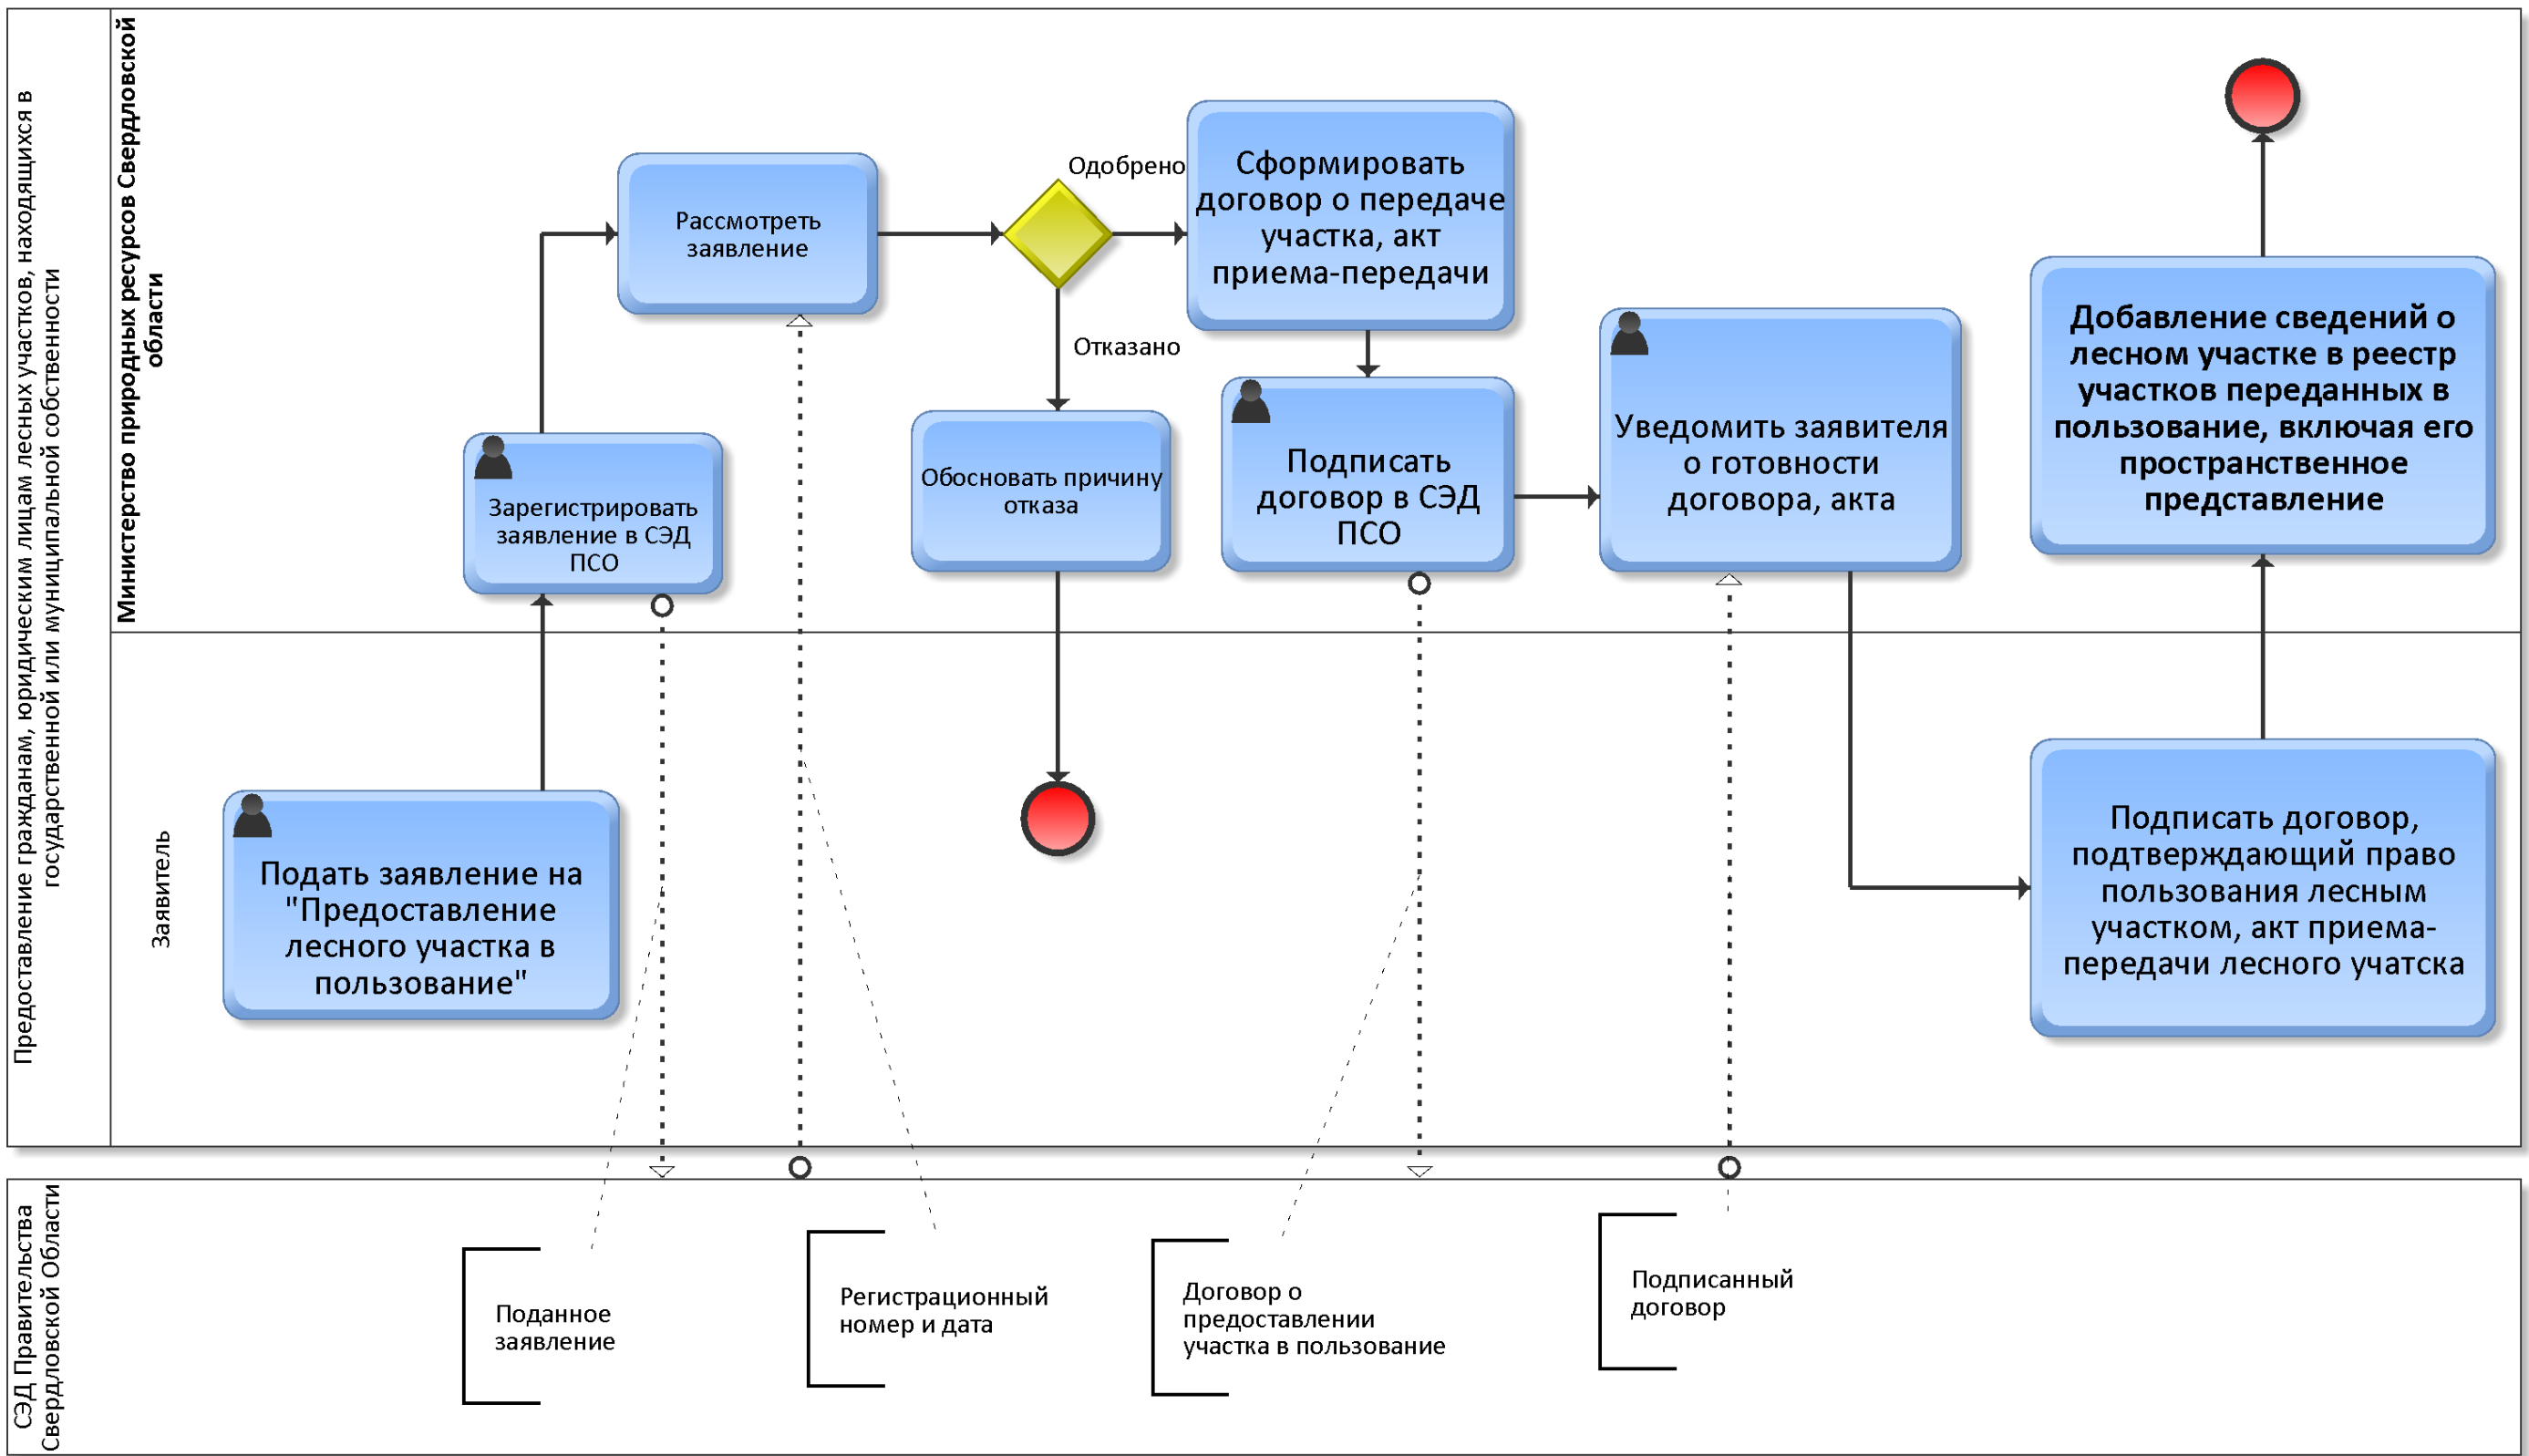 Предоставление гражданам, юридическим лицам лесных участков, находящихся в
государственной или муниципальной собственности
Министерство природных ресурсов Свердловской
области
Рассмотреть
заявление
Одобрено
Отказано
Сформировать
договор о передаче
участка, акт
приема-передачи
Зарегистрировать
заявление в СЭД
ПСО
Обосновать причину
отказа
Подписать
договор в СЭД
ПСО
Уведомить заявителя
о готовности
договора, акта
Добавление сведений о
лесном участке в реестр
участков переданных в
пользование, включая его
пространственное
представление
Заявитель
Подать заявление на
"Предоставление
лесного участка в
пользование"
Подписать договор,
подтверждающий право
пользования лесным
участком, акт приема-
передачи лесного учатска
СЭД Правительства
Свердловской Области
Поданное
заявление
Регистрационный
номер и дата
Договор о
предоставлении
участка в пользование
Подписанный
договор